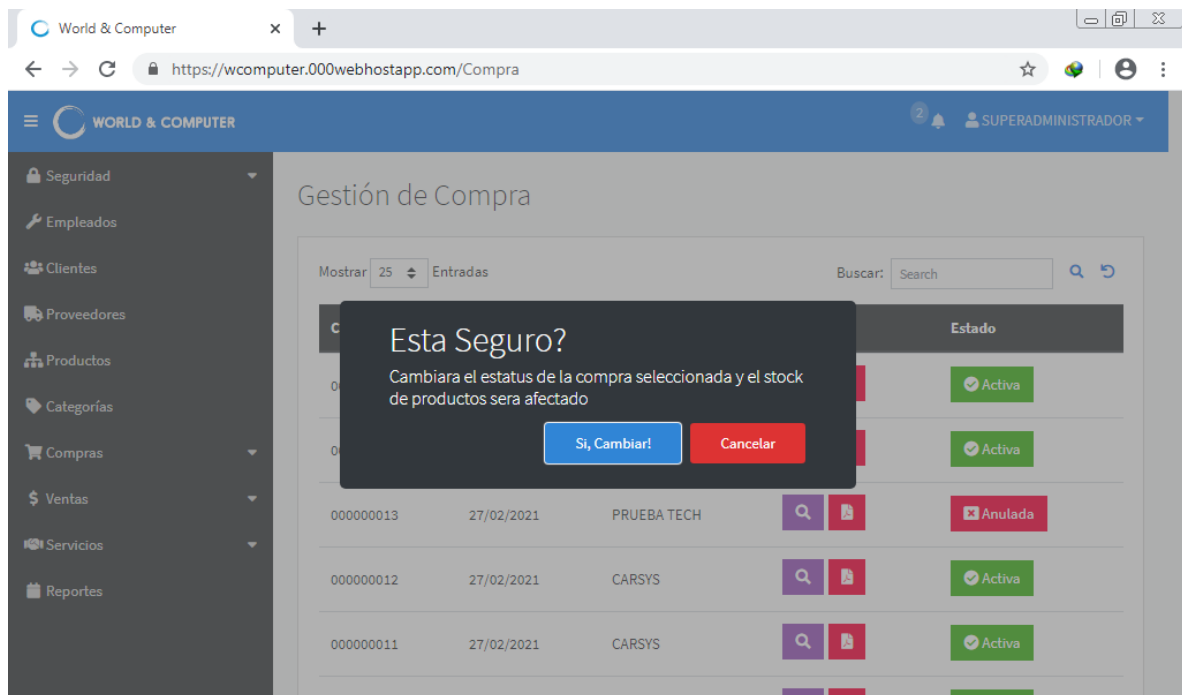 World & Computer
https://wcomputer.000webhostapp.com/Compra
WORLD & COMPUTER
2
SUPERADMINISTRADOR
Seguridad
Empleados
Clientes
Proveedores
Productos
Categorías
Compras
$ Ventas
Servicios
Reportes
Gestión de Compra
Mostrar 25 Entradas
Buscar: Search
Estado
Esta Seguro?
Cambiara el estatus de la compra seleccionada y el stock
de productos sera afectado
Si, Cambiar!
Cancelar
Activa
Activa
000000013 27/02/2021 PRUEBA TECH Anulada
000000012 27/02/2021 CARSYS Activa
000000011 27/02/2021 CARSYS Activa